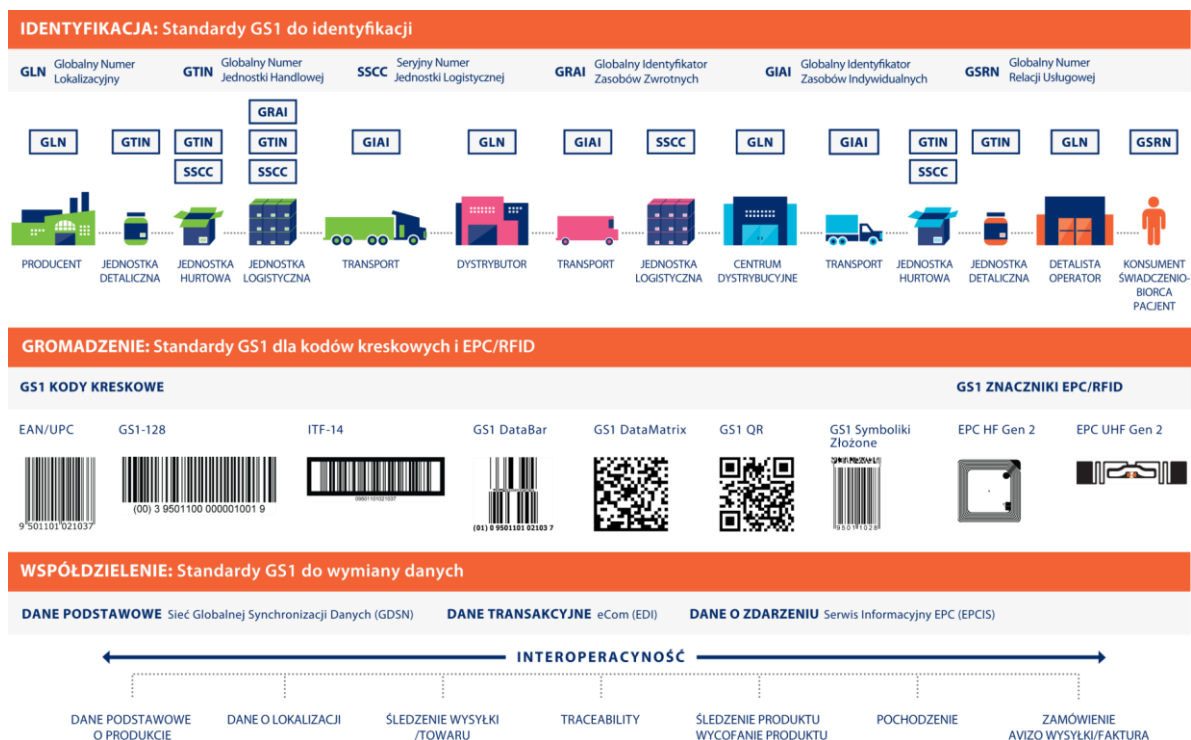 IDENTYFIKACJA: Standardy GS1 do identyfikacji
GLN Globalny Numer Lokalizacyjny
GTIN Globalny Numer Jednostki Handlowej
SSCC Seryjny Numer Jednostki Logistycznej
GRAI Globalny Identyfikator Zasobów Zwrotnych
GIAI Globalny Identyfikator Zasobów Indywidualnych
GSRN Globalny Numer Relacji Usługowej
GRAI
GLN GTIN GTIN GTIN GIAI GLN GIAI SSCC GLN GIAI GTIN GTIN GLN GSRN
SSCC SSCC SSCC
PRODUCENT
JEDNOSTKA
DETALICZNA
JEDNOSTKA
HURTOWA
JEDNOSTKA
LOGISTYCZNA
TRANSPORT
DYSTRYBUTOR
TRANSPORT
JEDNOSTKA
LOGISTYCZNA
CENTRUM
DYSTRYBUCYJNE
TRANSPORT
JEDNOSTKA
HURTOWA
JEDNOSTKA
DETALICZNA
DETALISTA
OPERATOR
KONSUMENT
ŚWIADCZENIO-
BIORCA
PACJENT
GROMADZENIE: Standardy GS1 dla kodów kreskowych i EPC/RFID
GS1 KODY KRESKOWE
GS1 ZNACZNIKI EPC/RFID
EAN/UPC
GS1-128
ITF-14
GS1 DataBar
GS1 DataMatrix
GS1 QR
GS1 Symboliki
Złożone
EPC HF Gen 2
EPC UHF Gen 2
9 501101 021037
(00) 3 9501100 000001001 9
09501101021037
(01) 0 9501101 02103 7
95011028
WSPÓŁDZIELENIE: Standardy GS1 do wymiany danych
DANE PODSTAWOWE Sieć Globalnej Synchronizacji Danych (GDSN)
DANE TRANSAKCYJNE eCom (EDI)
DANE O ZDARZENIU Serwis Informacyjny EPC (EPCIS)
INTEROPERACYJNOŚĆ
DANE PODSTAWOWE
O PRODUKCIE
DANE O LOKALIZACJI
ŚLEDZENIE WYSYŁKI
/TOWARU
TRACEABILITY
ŚLEDZENIE PRODUKTU
WYCOFANIE PRODUKTU
POCHODZENIE
ZAMÓWIENIE
AVIZO WYSYŁKI/FAKTURA